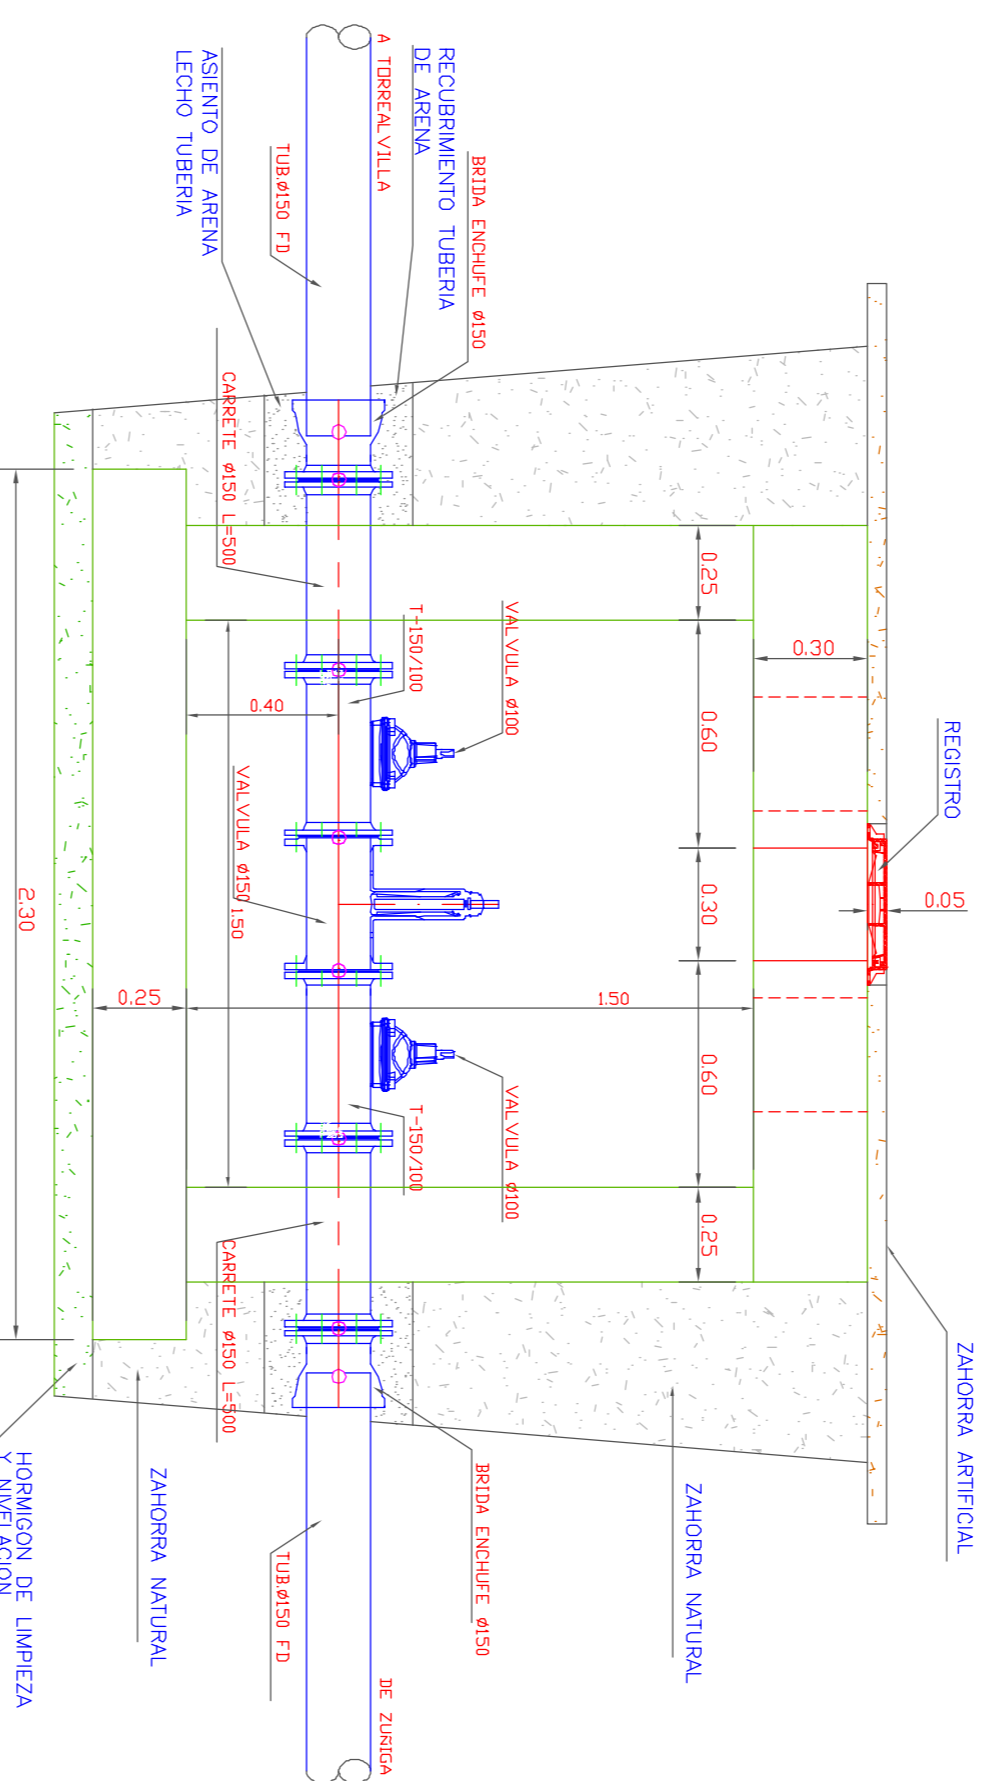 REGISTRO
0.05
ZAHORRA ARTIFICIAL
0.30
0.25
0.60
0.30
0.60
0.25
ZAHORRA NATURAL
1.50
VALVULA Ø100
VALVULA Ø100
BRIDA ENCHUFE Ø150
BRIDA ENCHUFE Ø150
RECUBRIMIENTO TUBERIA
DE ARENA
T-150/100
T-150/100
A TORREALVILLA
DE ZUÑIGA
TUB.Ø150 FD
TUB.Ø150 FD
0.40
VALVULA Ø150
1.50
CARRETE Ø150 L=500
CARRETE Ø150 L=500
ASIENTO DE ARENA
LECHO TUBERIA
ZAHORRA NATURAL
0.25
2.30
HORMIGON DE LIMPIEZA
Y NIVELACION